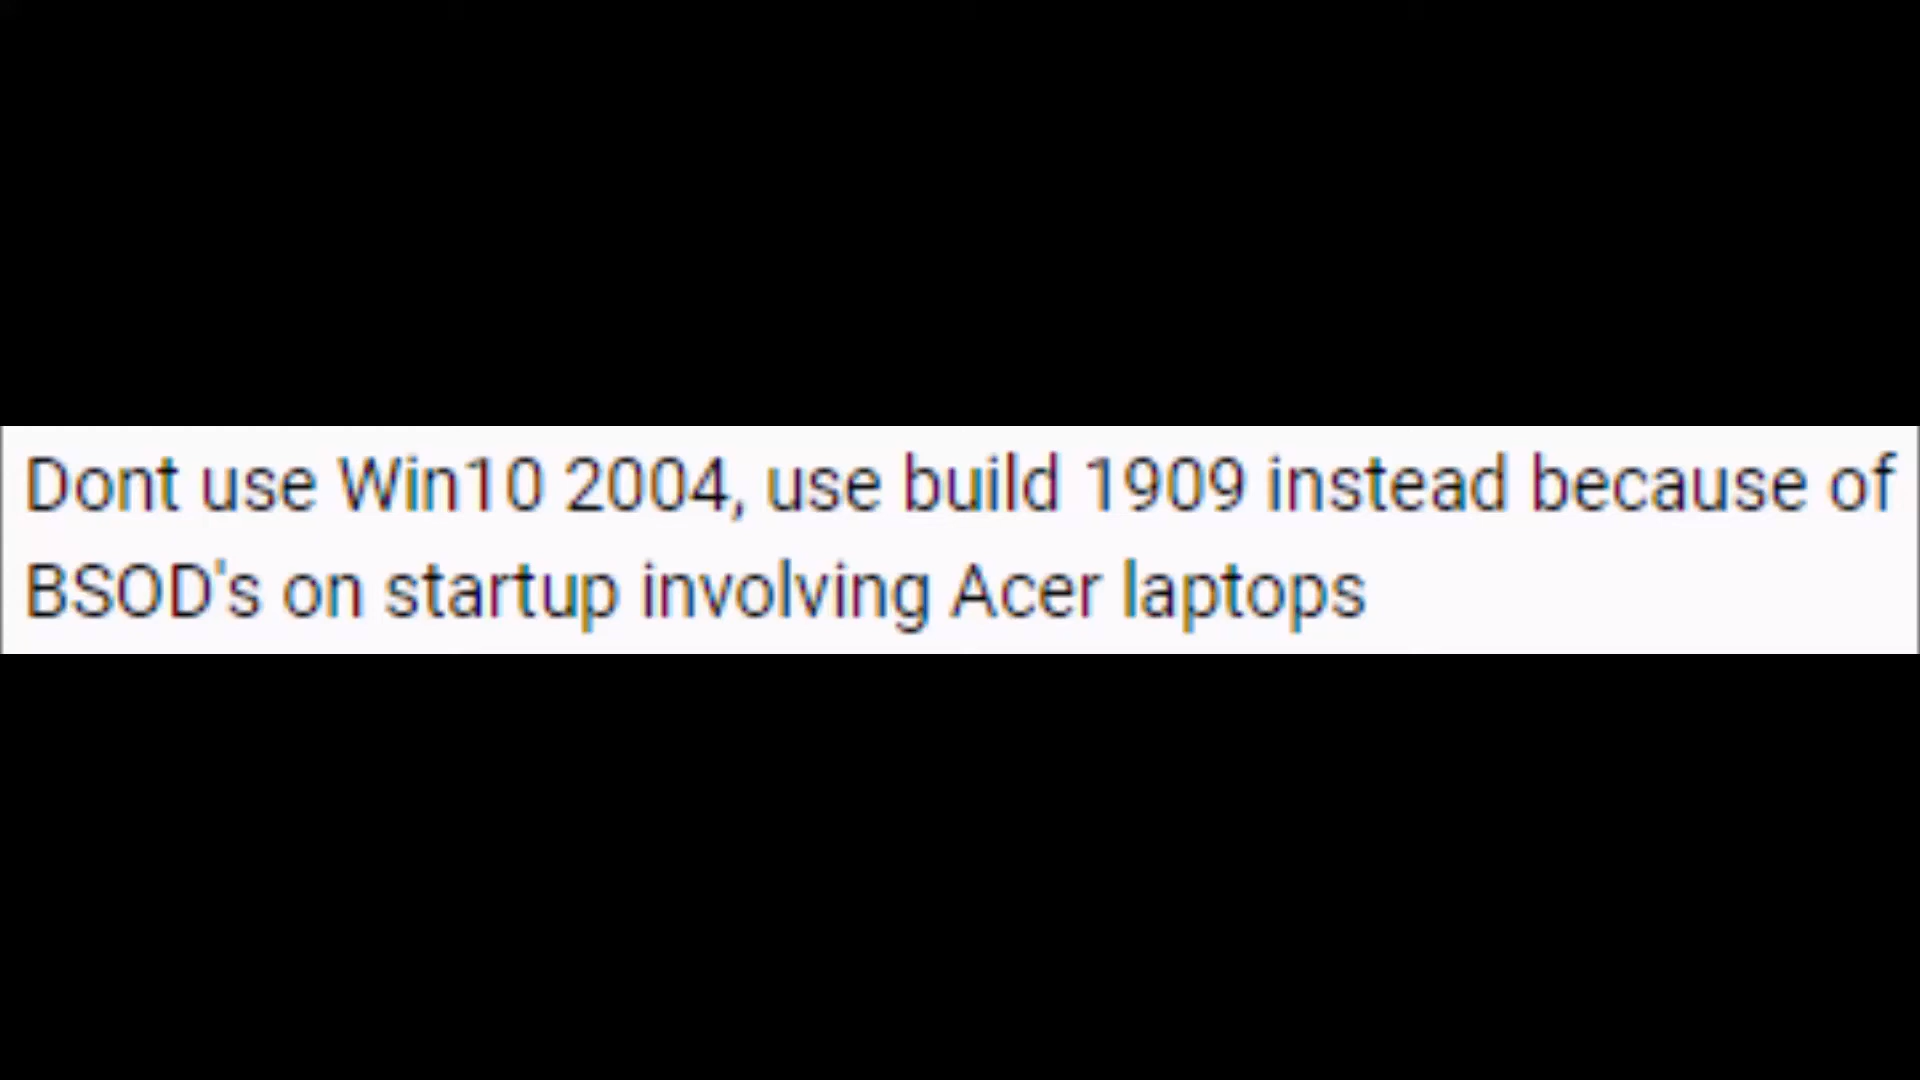 Dont use Win10 2004, use build 1909 instead because of
BSOD's on startup involving Acer laptops